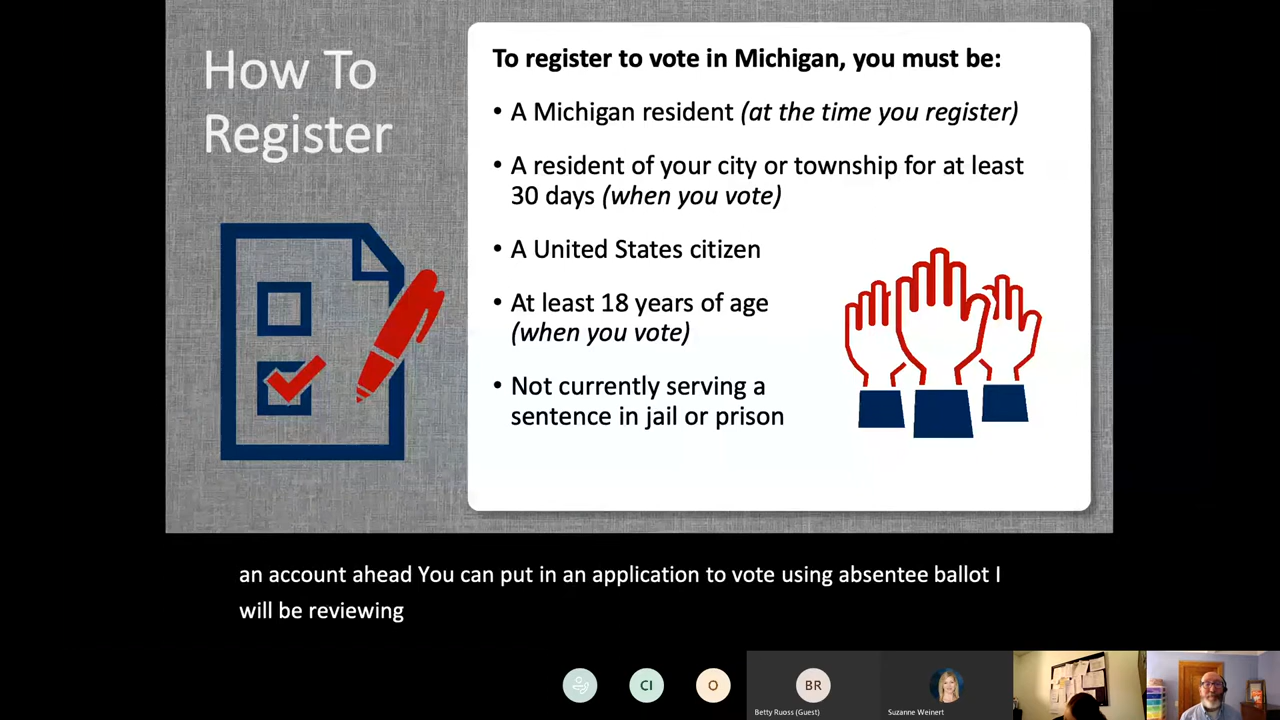 How To
Register
To register to vote in Michigan, you must be:
• A Michigan resident (at the time you register)
• A resident of your city or township for at least
30 days (when you vote)
• A United States citizen
• At least 18 years of age
(when you vote)
• Not currently serving a
sentence in jail or prison
an account ahead You can put in an application to vote using absentee ballot I
will be reviewing
CI
O
BR
Betty Ruoss (Guest)
Suzanne Weinert